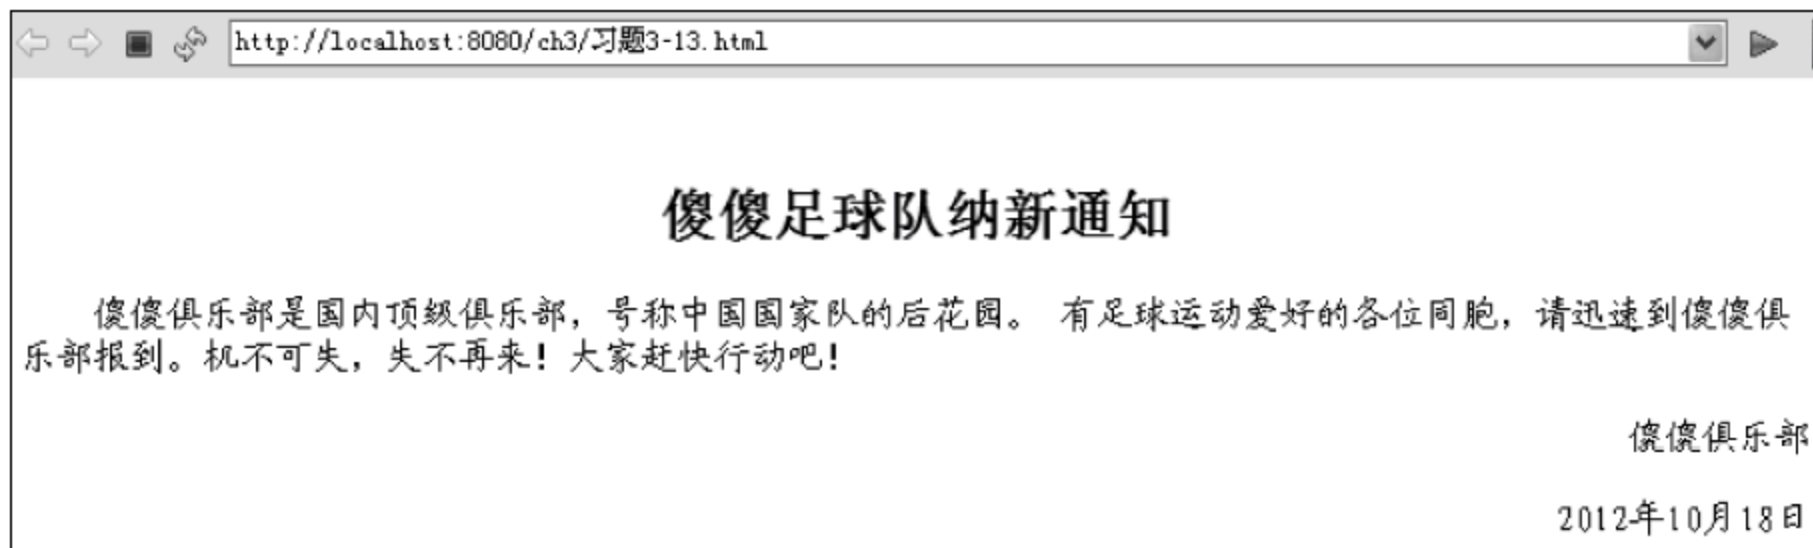 http://localhost:8080/ch3/习题3-13.html
傻傻足球队纳新通知
傻傻俱乐部是国内顶级俱乐部，号称中国国家队的后花园。 有足球运动爱好的各位同胞，请迅速到傻傻俱
乐部报到。机不可失，失不再来！大家赶快行动吧！
傻傻俱乐部
2012年10月18日